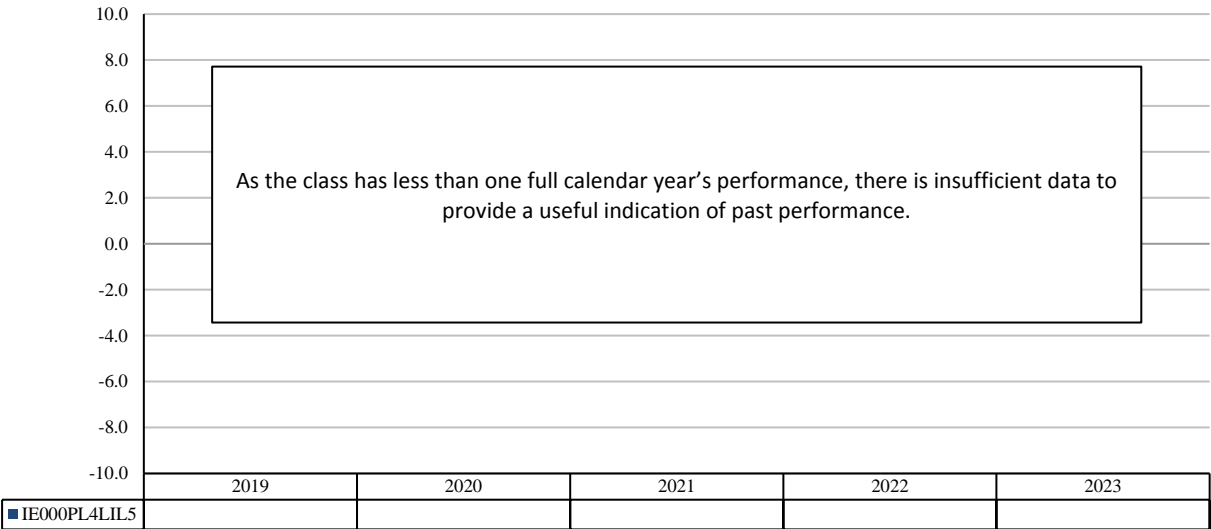 10.0
8.0
6.0
4.0
As the class has less than one full calendar year’s performance, there is insufficient data to
2.0
provide a useful indication of past performance.
0.0
-2.0
-4.0
-6.0
-8.0
-10.0
2019 2020 2021 2022 2023
IE000PL4LIL5